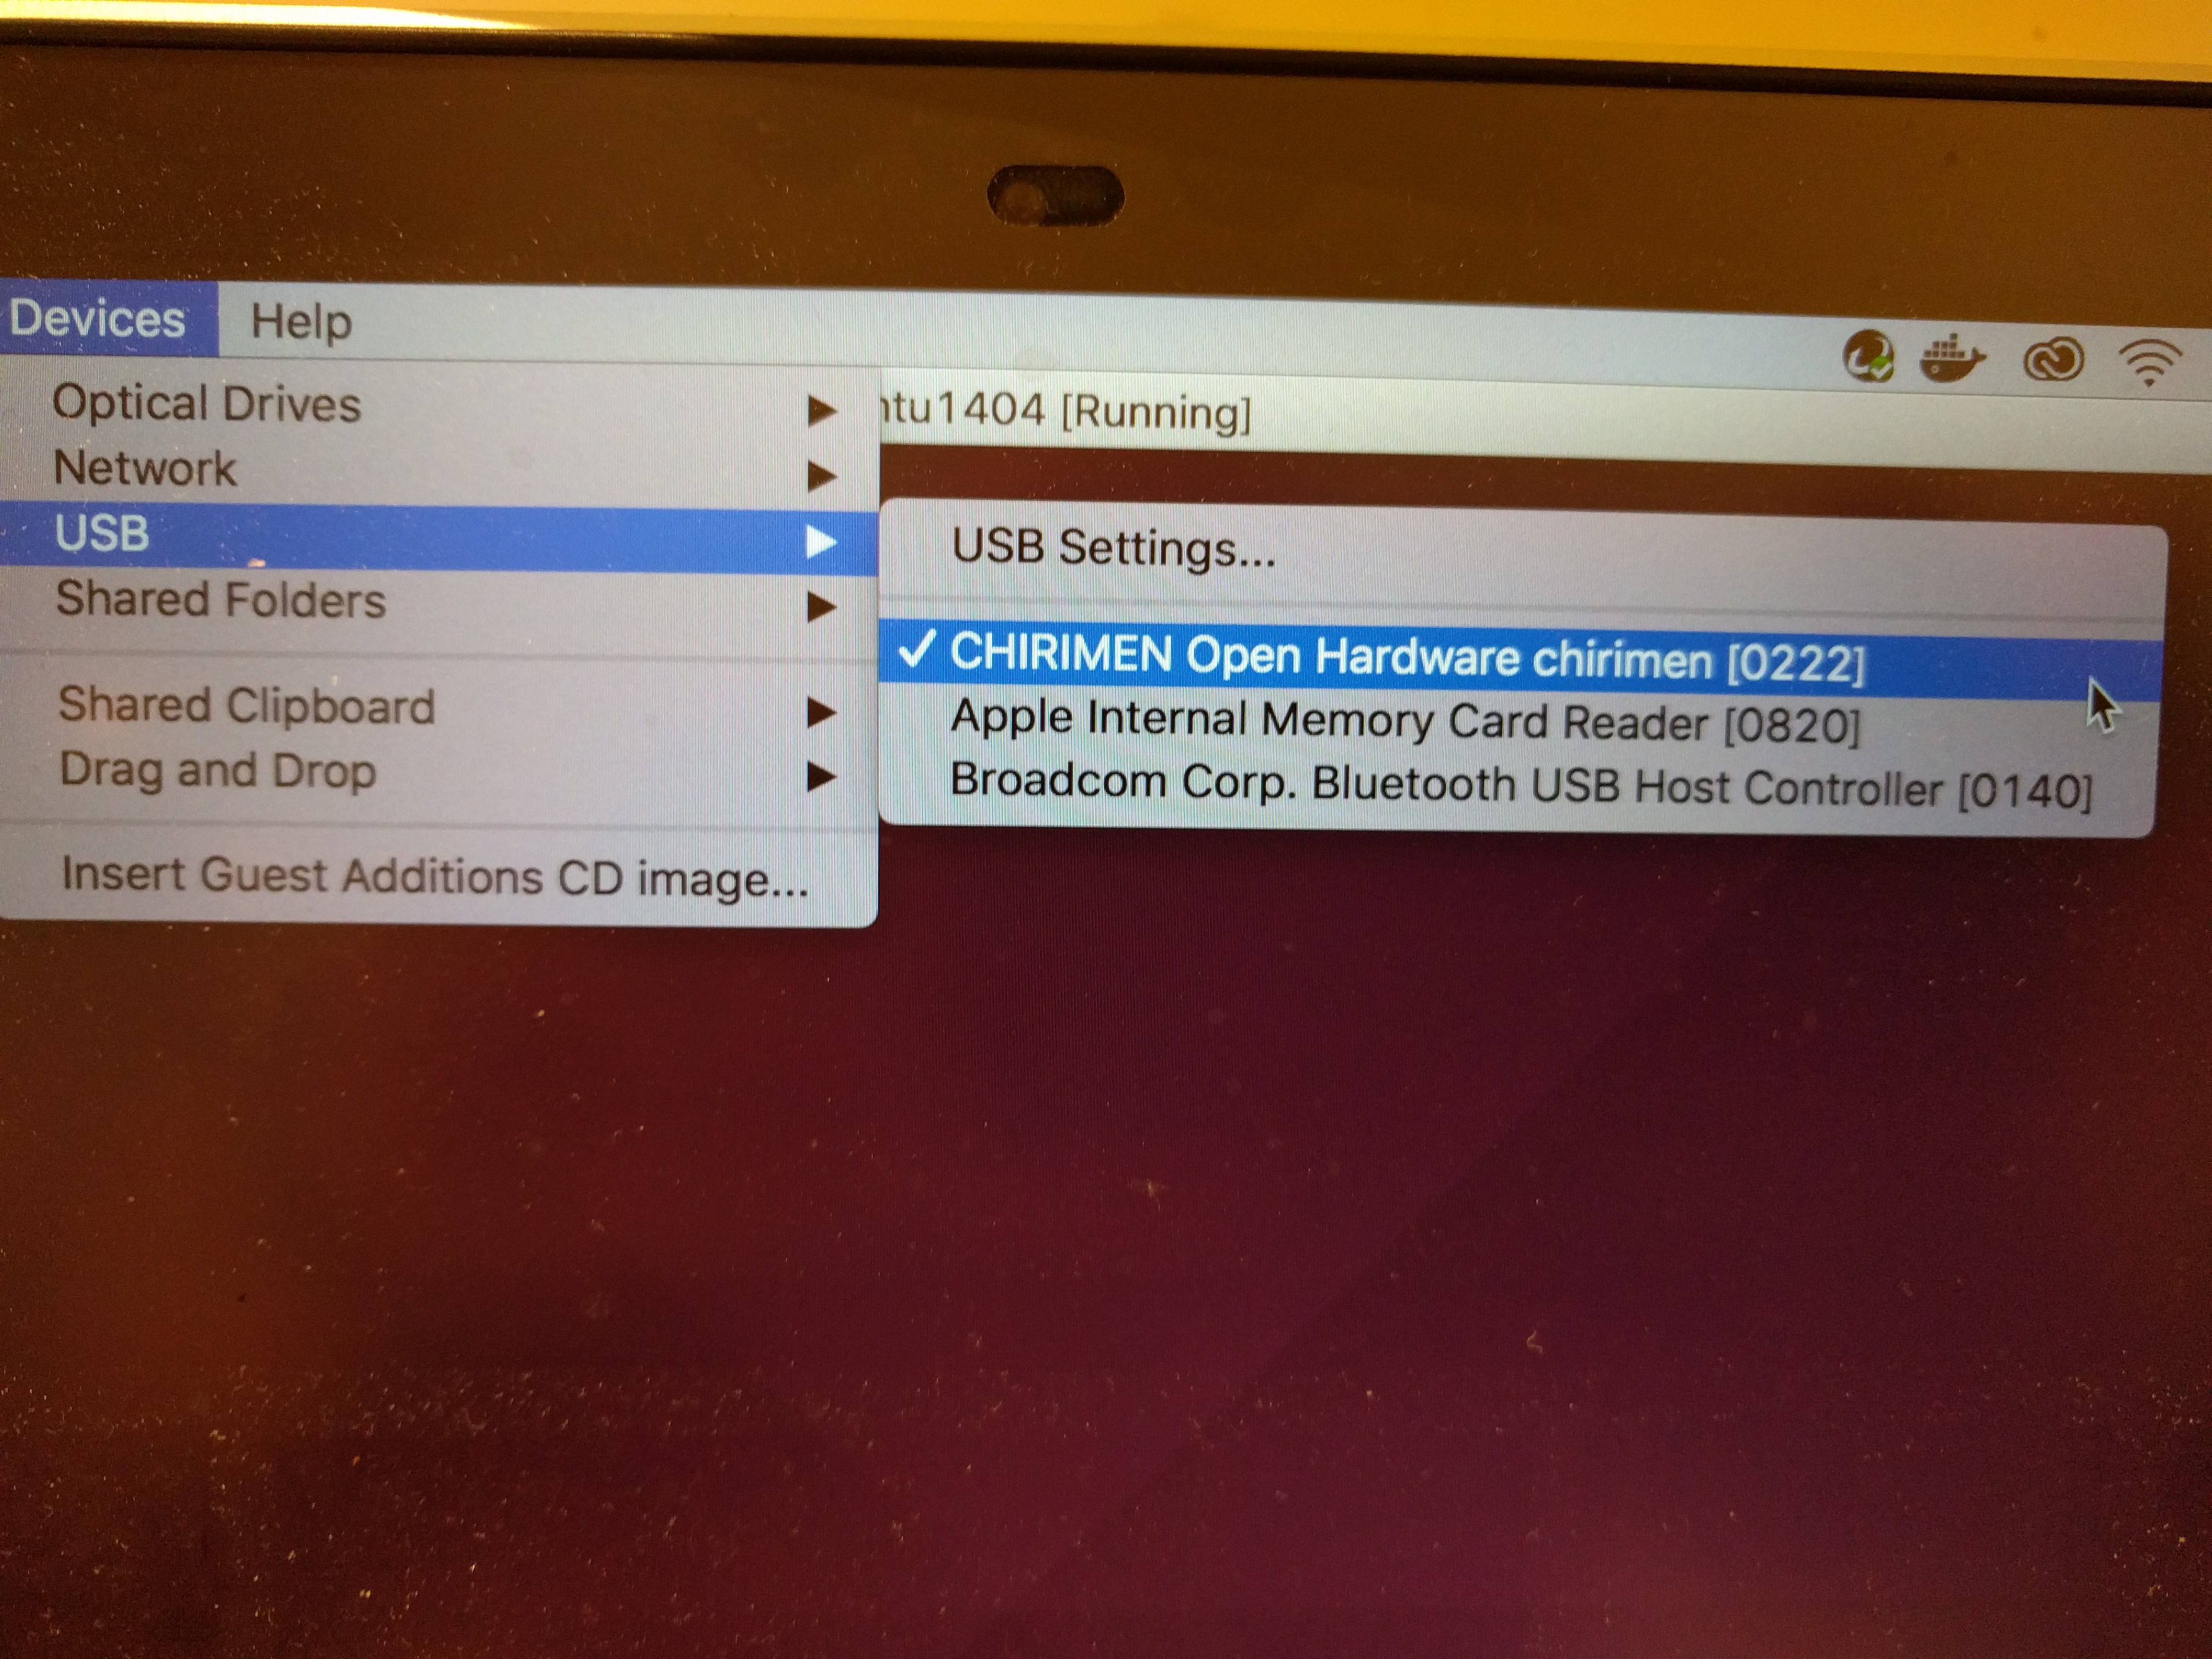 Devices Help
ntu1404 [Running]
Optical Drives
Network
USB
Shared Folders
Shared Clipboard
Drag and Drop
Insert Guest Additions CD image...
USB Settings...
✓ CHIRIMEN Open Hardware chirimen [0222]
Apple Internal Memory Card Reader [0820]
Broadcom Corp. Bluetooth USB Host Controller [0140]